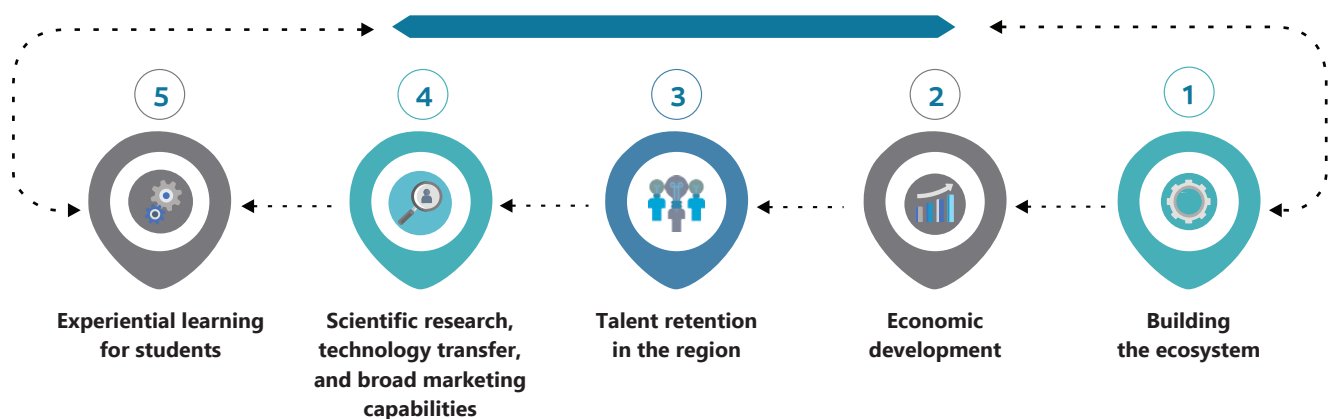 5
4
3
2
1
Experiential learning
for students
Scientific research,
technology transfer,
and broad marketing
capabilities
Talent retention
in the region
Economic
development
Building
the ecosystem